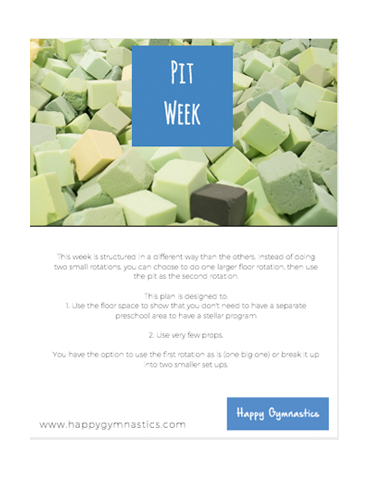 PIT
WEEK
This week is structured in a different way than the others. Instead of doing
two small rotations, you can choose to do one larger floor rotation, then use
the pit as the second rotation.
This plan is designed to:
1. Use the floor space to show that you don't need to have a separate
preschool area to have a stellar program.
2. Use very few props.
You have the option to use the first rotation as is (one big one) or break it up
into two smaller set ups.
Happy Gymnastics
www.happygymnastics.com